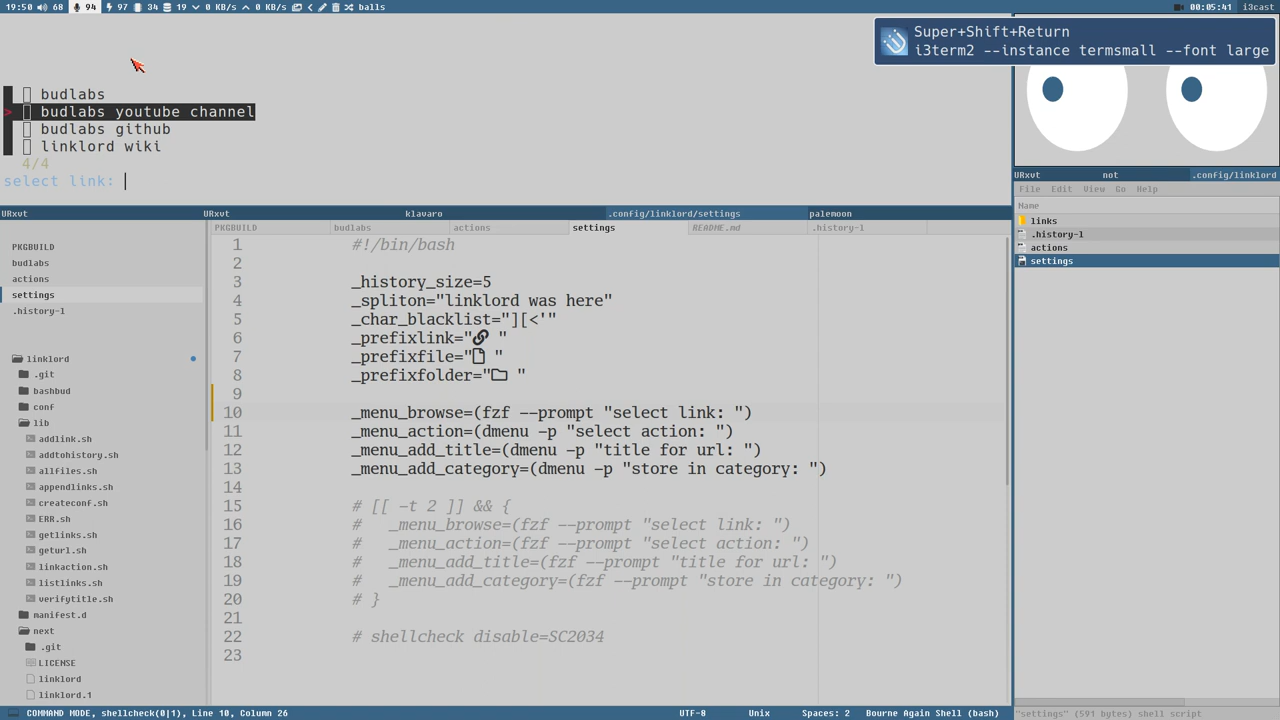 19:50 68 94 97 34 19 0 KB/s 0 KB/s balls 00:05:41 i3cast
Super+Shift+Return
i3term2 --instance termsmall --font large
budlabs
> budlabs youtube channel
budlabs github
linklord wiki
4/4
select link:
URxvt URxvt klavaro .config/linklord/settings palemoon
PKGBUILD budlabs actions settings README.md .history-1
PKGBUILD
budlabs
actions
settings
.history-1
linklord
.git
bashbud
conf
lib
addlink.sh
addtohistory.sh
allfiles.sh
appendlinks.sh
createconf.sh
ERR.sh
getlinks.sh
geturl.sh
linkaction.sh
listlinks.sh
verifytitle.sh
manifest.d
next
.git
LICENSE
linklord
linklord.1
1 #!/bin/bash
2
3 _history_size=5
4 _spliton="linklord was here"
5 _char_blacklist="][<'"
6 _prefixlink=" "
7 _prefixfile=" "
8 _prefixfolder=" "
9
10 _menu_browse=(fzf --prompt "select link: ")
11 _menu_action=(dmenu -p "select action: ")
12 _menu_add_title=(dmenu -p "title for url: ")
13 _menu_add_category=(dmenu -p "store in category: ")
14
15 # [[ -t 2 ]] && {
16 #   _menu_browse=(fzf --prompt "select link: ")
17 #   _menu_action=(fzf --prompt "select action: ")
18 #   _menu_add_title=(fzf --prompt "title for url: ")
19 #   _menu_add_category=(fzf --prompt "store in category: ")
20 # }
21
22 # shellcheck disable=SC2034
23
URxvt not .config/linklord
File Edit View Go Help
Name
links
.history-1
actions
settings
COMMAND MODE, shellcheck(0|1), Line 10, Column 26 UTF-8 Unix Spaces: 2 Bourne Again Shell (bash)
"settings" (591 bytes) shell script